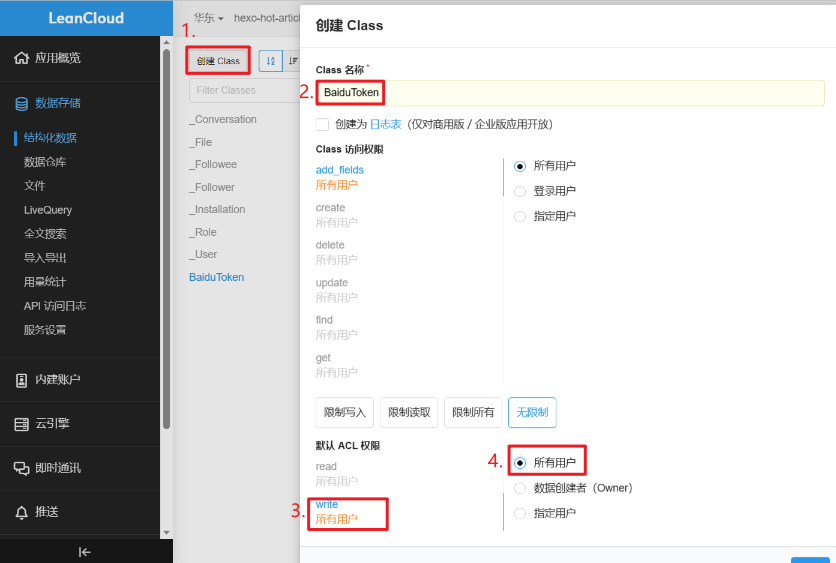 LeanCloud
应用概览
数据存储
结构化数据
数据仓库
文件
LiveQuery
全文搜索
导入导出
用量统计
API 访问日志
服务设置
内建账户
云引擎
即时通讯
推送
华东
hexo-hot-artic
1.
创建 Class
Filter Classes
_Conversation
_File
_Followee
_Follower
_Installation
_Role
_User
BaiduToken
创建 Class
Class 名称*
2.
BaiduToken
创建为 日志表（仅对商用版 / 企业版应用开放）
Class 访问权限
add_fields
所有用户
create
所有用户
delete
所有用户
update
所有用户
find
所有用户
get
所有用户
所有用户
登录用户
指定用户
限制写入 限制读取 限制所有 无限制
默认 ACL 权限
read
所有用户
3.
write
所有用户
4.
所有用户
数据创建者（Owner）
指定用户